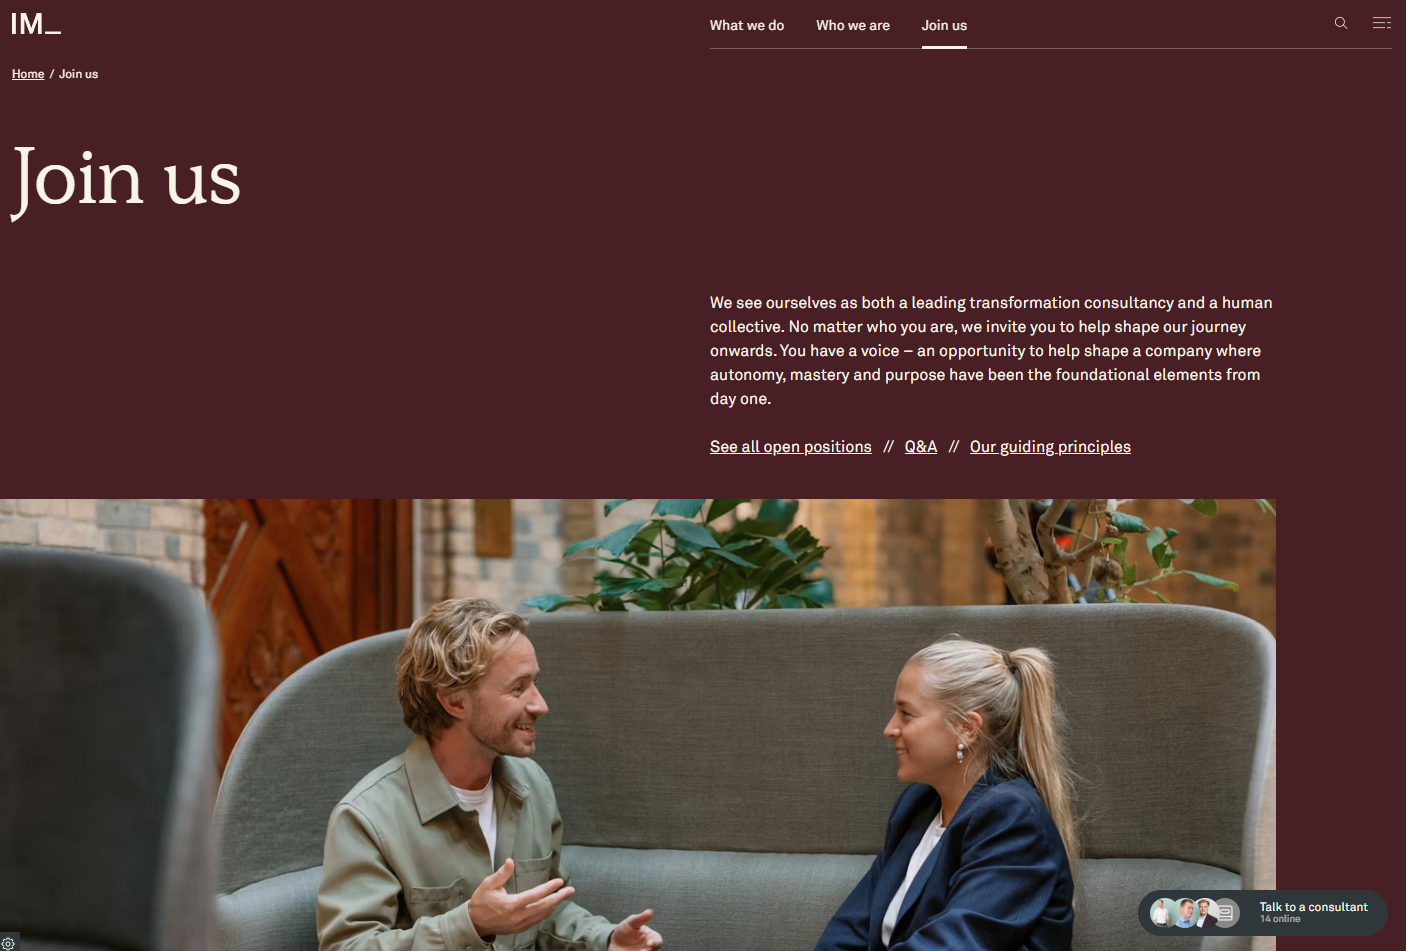 IM_
What we do Who we are Join us
Home / Join us
Join us
We see ourselves as both a leading transformation consultancy and a human
collective. No matter who you are, we invite you to help shape our journey
onwards. You have a voice – an opportunity to help shape a company where
autonomy, mastery and purpose have been the foundational elements from
day one.
See all open positions // Q&A // Our guiding principles
Talk to a consultant
14 online